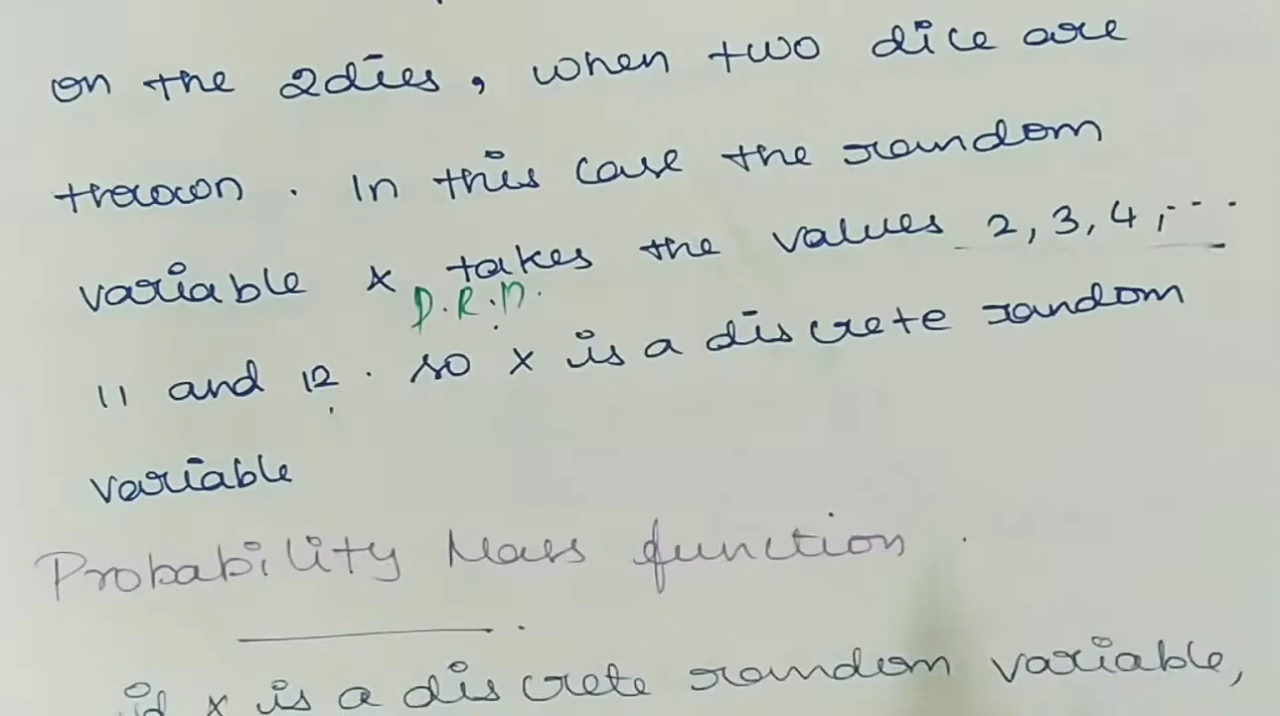 on the 2dies, when two dice are
thrown. In this case the random
variable x takes the values 2, 3, 4, ...
D.R.
11 and 12. so x is a discrete random
variable
Probability Mass function.
if x is a discrete random variable,